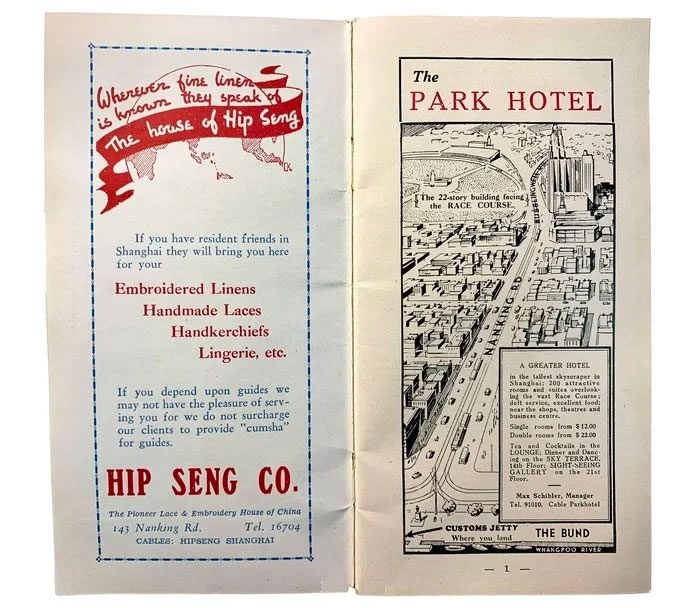 Wherever fine linen
is known they speak of
The house of Hip Seng
If you have resident friends in
Shanghai they will bring you here
for your
Embroidered Linens
Handmade Laces
Handkerchiefs
Lingerie, etc.
If you depend upon guides we
may not have the pleasure of serv-
ing you for we do not surcharge
our clients to provide "cumsha"
for guides.
HIP SENG CO.
The Pioneer Lace & Embroidery House of China
143 Nanking Rd. Tel. 16704
CABLES: HIPSENG SHANGHAI
The
PARK HOTEL
The 22-story building facing
the RACE COURSE,
BUBBLINGWELL
NANKING RD
A GREATER HOTEL
in the tallest skyscraper in
Shanghai; 200 attractive
rooms and suites overlook-
ing the vast Race Course;
deft service, excellent food;
near the shops, theatres and
business centre.
Single rooms from $ 12.00
Double rooms from $ 22.00
Tea and Cocktails in the
LOUNGE; Dinner and Danc-
ing on the SKY TERRACE,
14th Floor; SIGHT-SEEING
GALLERY on the 21st
Floor.
Max Schibler, Manager
Tel. 91010. Cable Parkhotel
CUSTOMS JETTY
Where you land
THE BUND
WHANGPOO RIVER
— 1 —